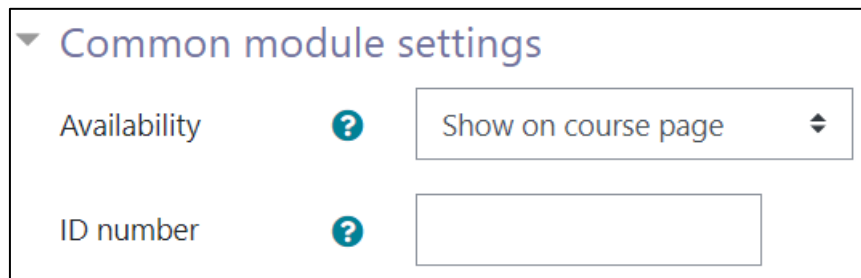 Common module settings
Availability ? Show on course page
ID number ?